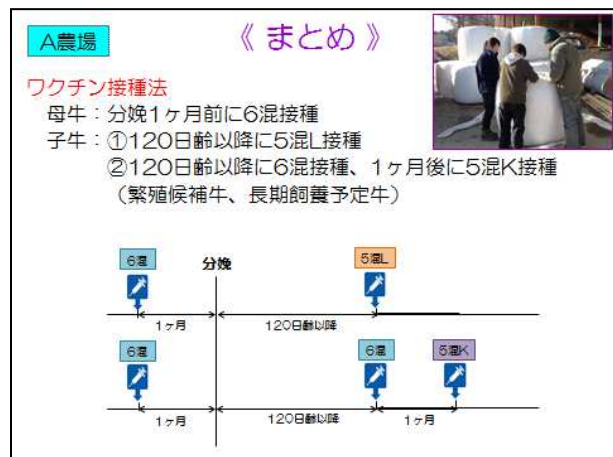 A農場
《 まとめ 》
ワクチン接種法
母牛:分娩1ヶ月前に6混接種
子牛:①120日齢以降に5混L接種
②120日齢以降に6混接種、1ヶ月後に5混K接種
(繁殖候補牛、長期飼養予定牛)
6混
分娩
5混L
1ヶ月
120日齢以降
6混
6混
5混K
1ヶ月
120日齢以降
1ヶ月